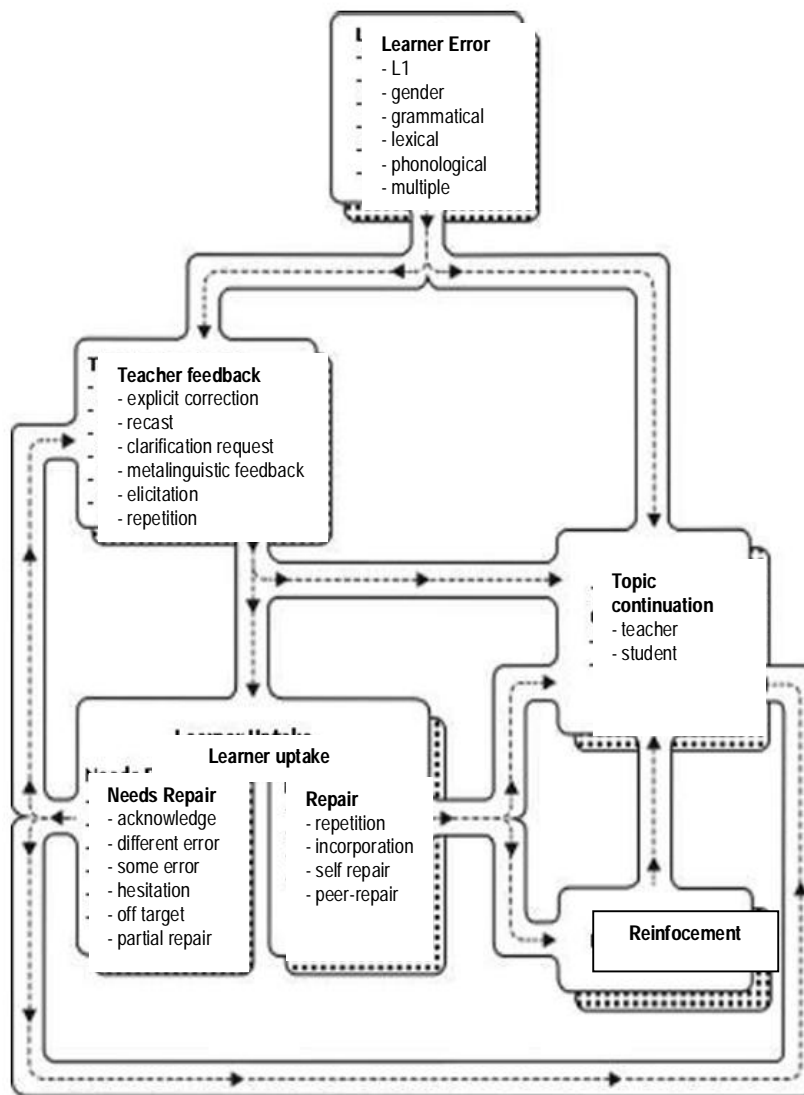 Learner Error
- L1
- gender
- grammatical
- lexical
- phonological
- multiple
Teacher feedback
- explicit correction
- recast
- clarification request
- metalinguistic feedback
- elicitation
- repetition
Topic
continuation
- teacher
- student
Learner uptake
Needs Repair
- acknowledge
- different error
- some error
- hesitation
- off target
- partial repair
Repair
- repetition
- incorporation
- self repair
- peer-repair
Reinfocement